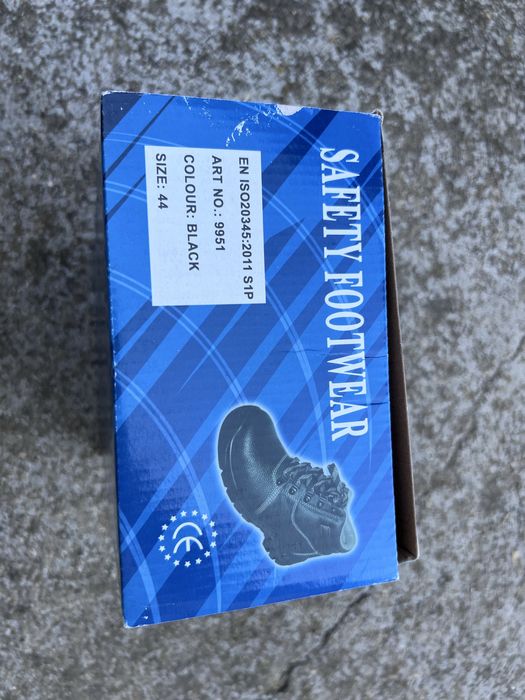 SAFETY FOOTWEAR
EN ISO20345:2011 S1P
ART NO.: 9951
COLOUR: BLACK
SIZE: 44
CE